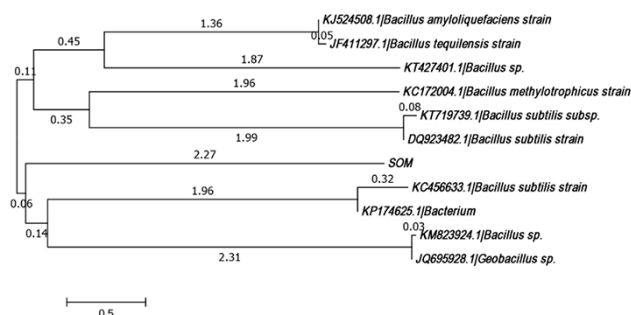 KJ524508.1|Bacillus amyloliquefaciens strain
1.36
0.05
JF411297.1|Bacillus tequilensis strain
0.45
1.87
KT427401.1|Bacillus sp.
0.11
1.96
KC172004.1|Bacillus methylotrophicus strain
0.35
0.08
KT719739.1|Bacillus subtilis subsp.
1.99
DQ923482.1|Bacillus subtilis strain
2.27
SOM
0.06
0.32
KC456633.1|Bacillus subtilis strain
1.96
KP174625.1|Bacterium
0.14
0.03
KM823924.1|Bacillus sp.
2.31
JQ695928.1|Geobacillus sp.
0.5